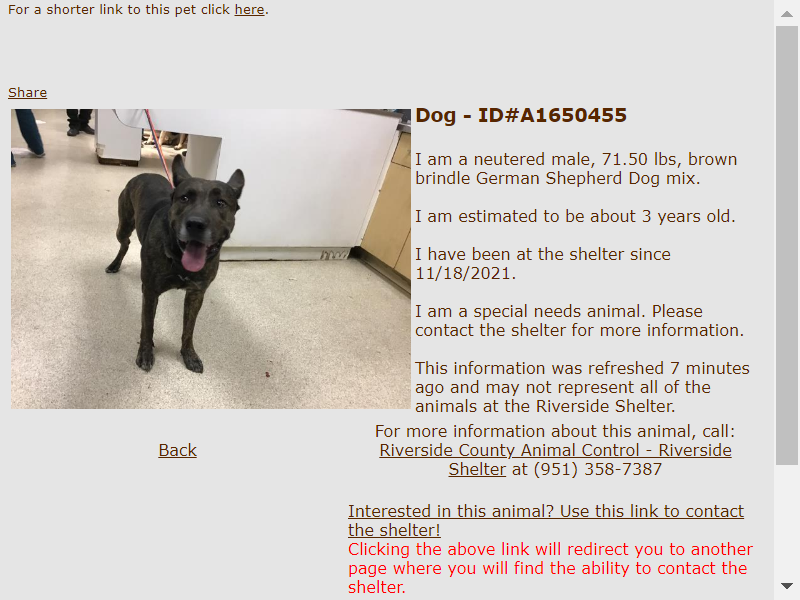 For a shorter link to this pet click here.
Share
Dog - ID#A1650455
I am a neutered male, 71.50 lbs, brown
brindle German Shepherd Dog mix.
I am estimated to be about 3 years old.
I have been at the shelter since
11/18/2021.
I am a special needs animal. Please
contact the shelter for more information.
This information was refreshed 7 minutes
ago and may not represent all of the
animals at the Riverside Shelter.
Back
For more information about this animal, call:
Riverside County Animal Control - Riverside
Shelter at (951) 358-7387
Interested in this animal? Use this link to contact
the shelter!
Clicking the above link will redirect you to another
page where you will find the ability to contact the
shelter.